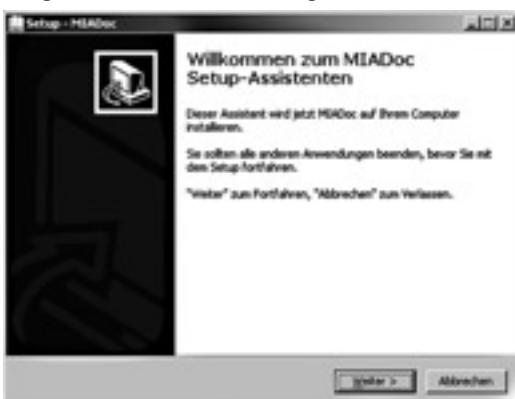 Setup - MIADoc
Willkommen zum MIADoc
Setup-Assistenten
Dieser Assistent wird jetzt MIADoc auf Ihrem Computer
installieren.
Sie sollten alle anderen Anwendungen beenden, bevor Sie mit
dem Setup fortfahren.
"Weiter" zum Fortfahren, "Abbrechen" zum Verlassen.
Weiter >
Abbrechen